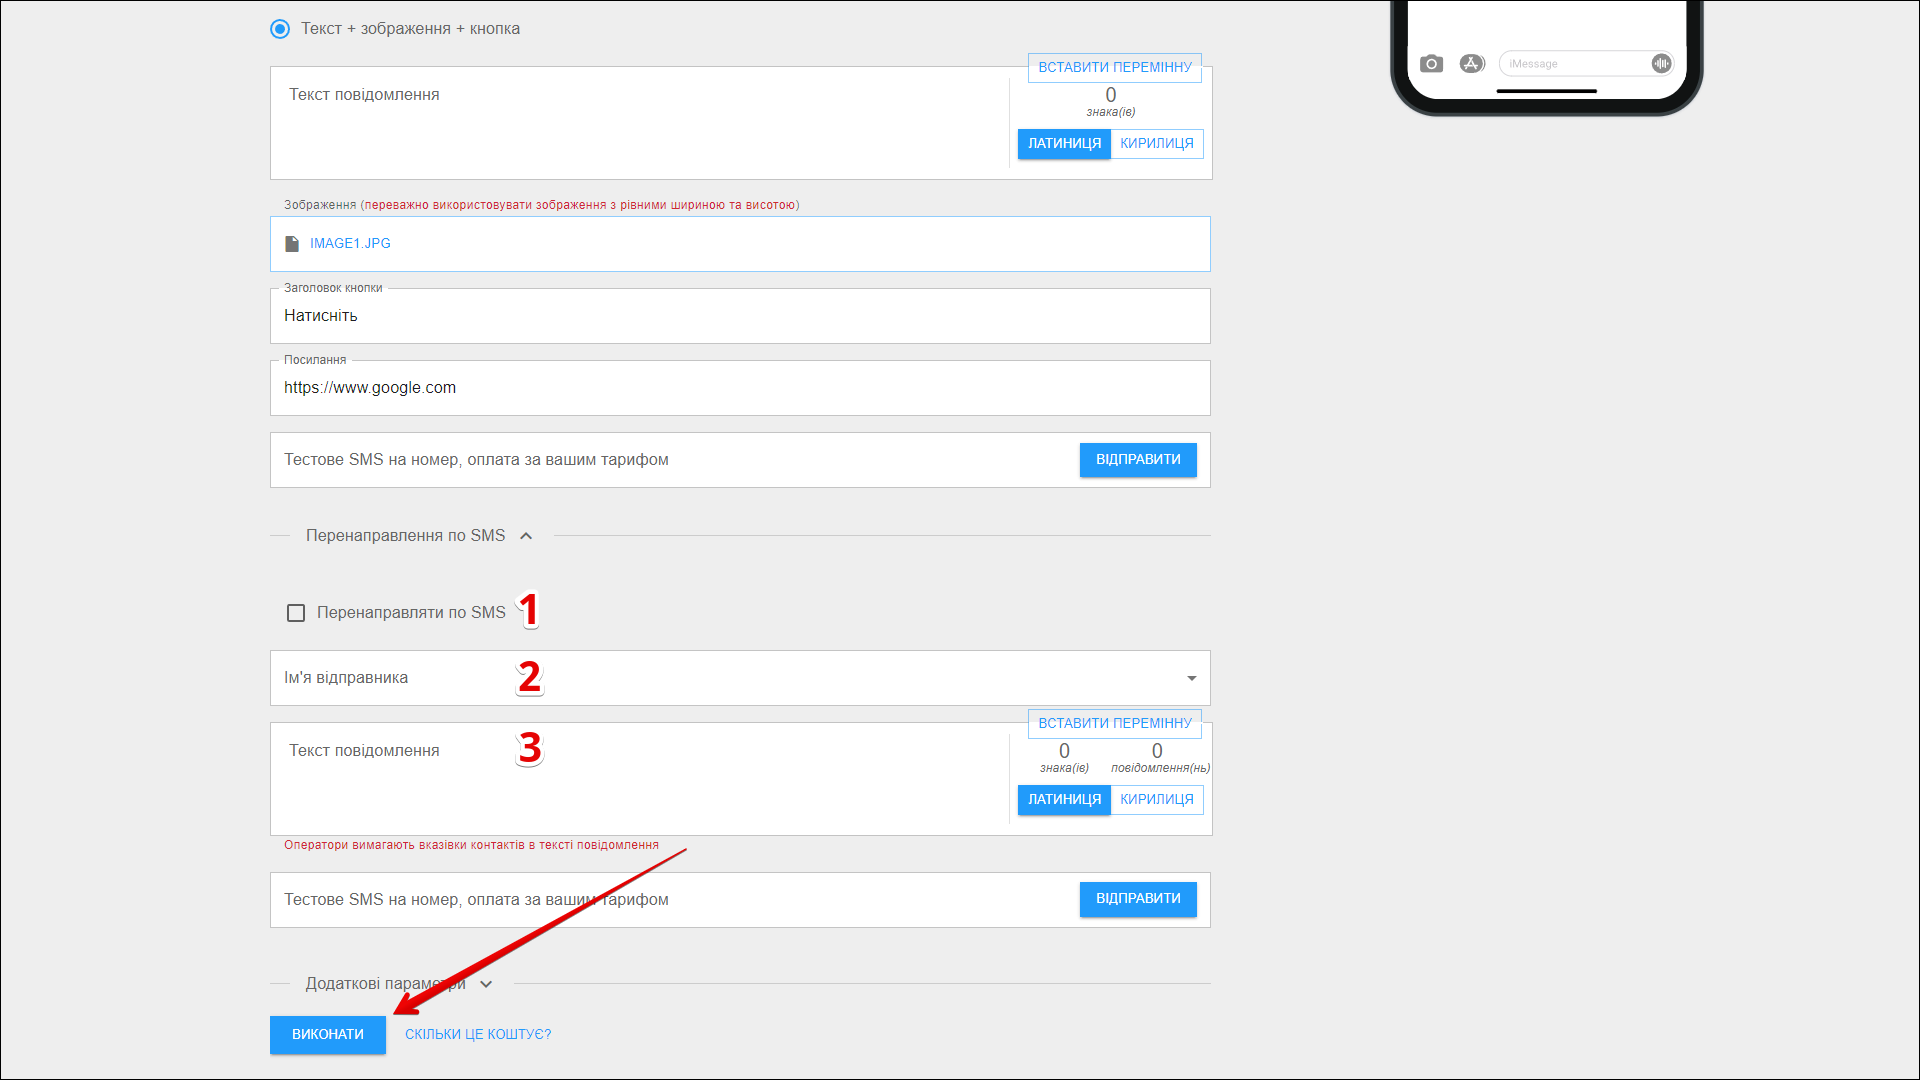 Текст + зображення + кнопка
iMessage
ВСТАВИТИ ПЕРЕМІННУ
Текст повідомлення
0
знака(ів)
ЛАТИНИЦЯ КИРИЛИЦЯ
Зображення (переважно використовувати зображення з рівними шириною та висотою)
IMAGE1.JPG
Заголовок кнопки
Натисніть
Посилання
https://www.google.com
Тестове SMS на номер, оплата за вашим тарифом ВІДПРАВИТИ
Перенаправлення по SMS
Перенаправляти по SMS 1
Ім'я відправника 2
ВСТАВИТИ ПЕРЕМІННУ
Текст повідомлення 3
0 0
знака(ів) повідомлення(нь)
ЛАТИНИЦЯ КИРИЛИЦЯ
Оператори вимагають вказівки контактів в тексті повідомлення
Тестове SMS на номер, оплата за вашим тарифом ВІДПРАВИТИ
Додаткові параметри
ВИКОНАТИ СКІЛЬКИ ЦЕ КОШТУЄ?